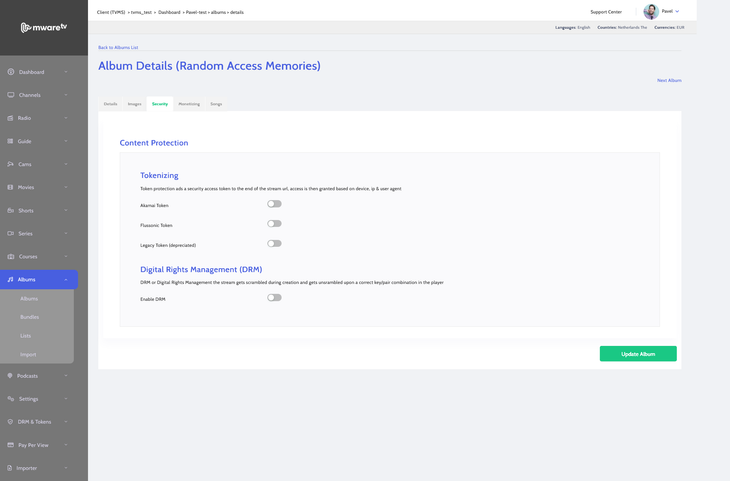 mwaretv
Client (TVMS) > tvms_test > Dashboard > Pavel-test > albums > details
Support Center
Pavel
Languages: English Countries: Netherlands The Currencies: EUR
Back to Albums List
Album Details (Random Access Memories)
Next Album
Details Images Security Monetizing Songs
Content Protection
Tokenizing
Token protection ads a security access token to the end of the stream url, access is then granted based on device, ip & user agent
Akamai Token
Flussonic Token
Legacy Token (depreciated)
Digital Rights Management (DRM)
DRM or Digital Rights Management the stream gets scrambled during creation and gets unsrambled upon a correct key/pair combination in the player
Enable DRM
Update Album
Dashboard
Channels
Radio
Guide
Cams
Movies
Shorts
Series
Courses
Albums
Albums
Bundles
Lists
Import
Podcasts
Settings
DRM & Tokens
Pay Per View
Importer